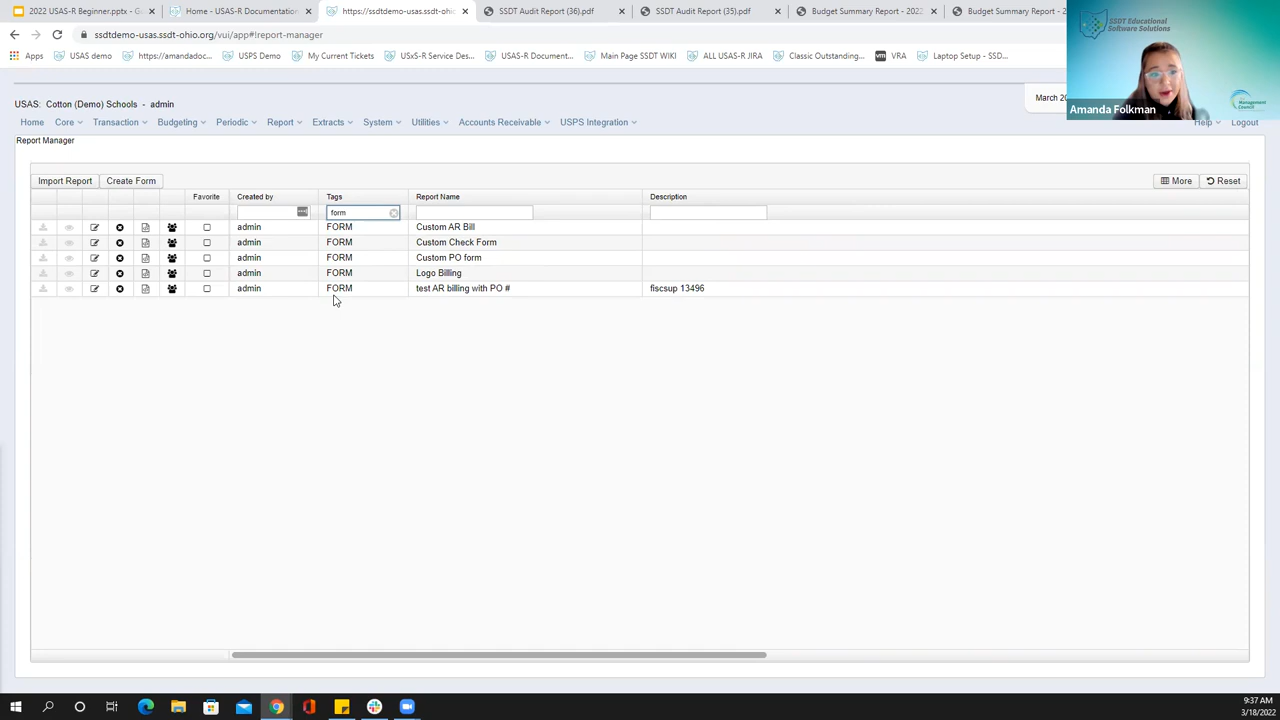 2022 USAS-R Beginner.pptx - G
Home - USAS-R Documentation
https://ssdtdemo-usas.ssdt-ohio
SSDT Audit Report (36).pdf
SSDT Audit Report (35).pdf
Budget Summary Report - 2022
Budget Summary Report - 2
ssdtdemo-usas.ssdt-ohio.org/vui/app#!report-manager
Apps
USAS demo
https://amandadoc...
USPS Demo
My Current Tickets
USxS-R Service Des...
USAS-R Document...
Main Page SSDT WIKI
ALL USAS-R JIRA
Classic Outstanding...
vm VRA
Laptop Setup - SSD...
SSDT Educational
Software Solutions
Management
Council
Amanda Folkman
USAS: Cotton (Demo) Schools - admin
March 20
Home Core Transaction Budgeting Periodic Report Extracts System Utilities Accounts Receivable USPS Integration Help Logout
Report Manager
Import Report Create Form More Reset
Favorite Created by Tags Report Name Description
form
admin FORM Custom AR Bill
admin FORM Custom Check Form
admin FORM Custom PO form
admin FORM Logo Billing
admin FORM test AR billing with PO # fiscsup 13496
9:37 AM
3/18/2022